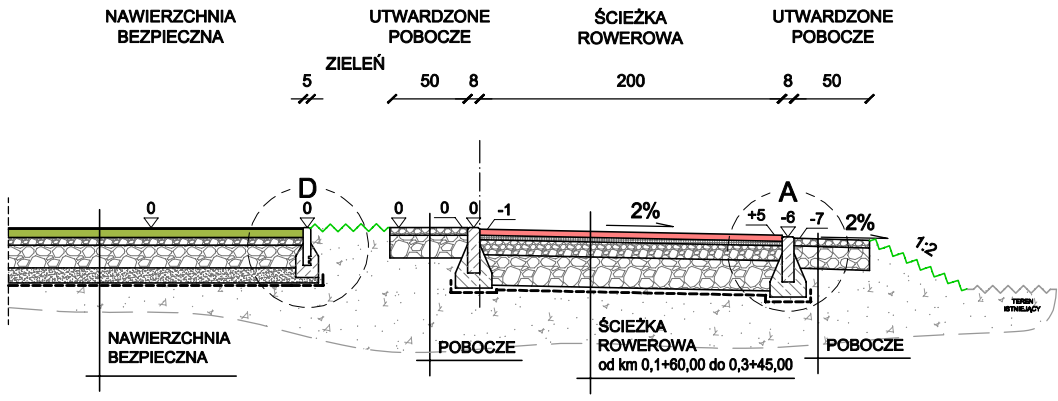 NAWIERZCHNIA
BEZPIECZNA
UTWARDZONE
POBOCZE
ŚCIEŻKA
ROWEROWA
UTWARDZONE
POBOCZE
ZIELEŃ
5
50
8
200
8
50
D
A
0
0
0
0
0
-1
2%
+5
-6
-7
2%
1:2
TEREN
ISTNIEJĄCY
NAWIERZCHNIA
BEZPIECZNA
POBOCZE
ŚCIEŻKA
ROWEROWA
od km 0,1+60,00 do 0,3+45,00
POBOCZE